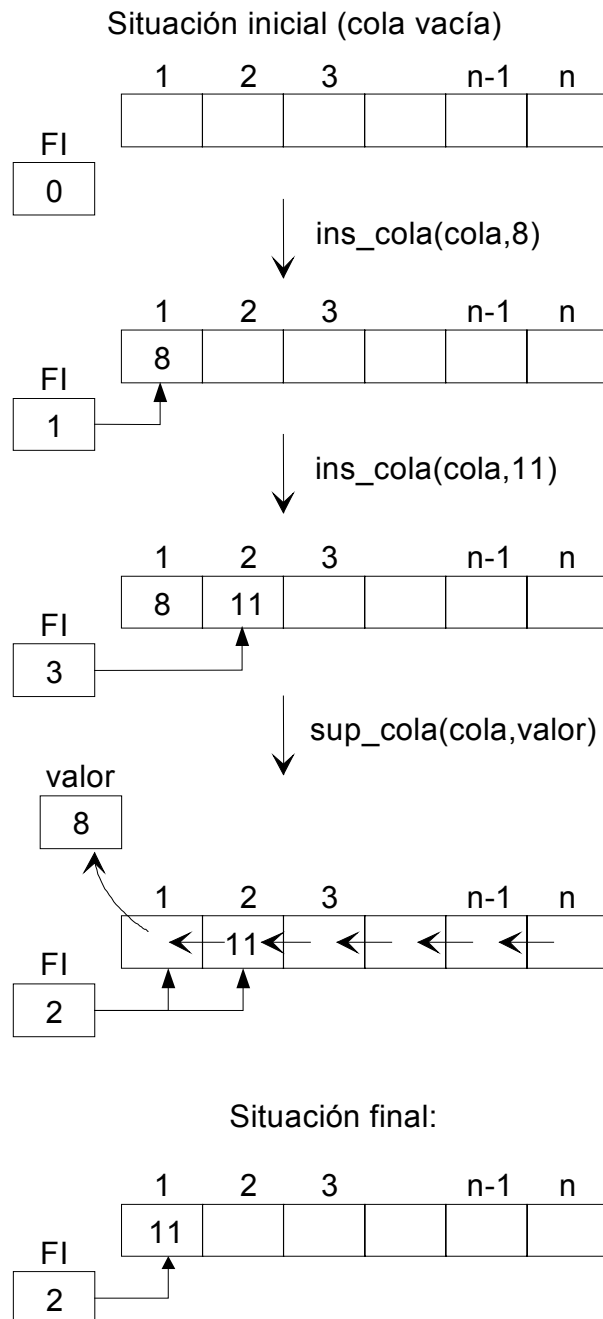 Situación inicial (cola vacía)
1 2 3 n-1 n
FI
0
ins_cola(cola,8)
1 2 3 n-1 n
8
FI
1
ins_cola(cola,11)
1 2 3 n-1 n
8 11
FI
3
sup_cola(cola,valor)
valor
8
1 2 3 n-1 n
11
FI
2
Situación final:
1 2 3 n-1 n
11
FI
2